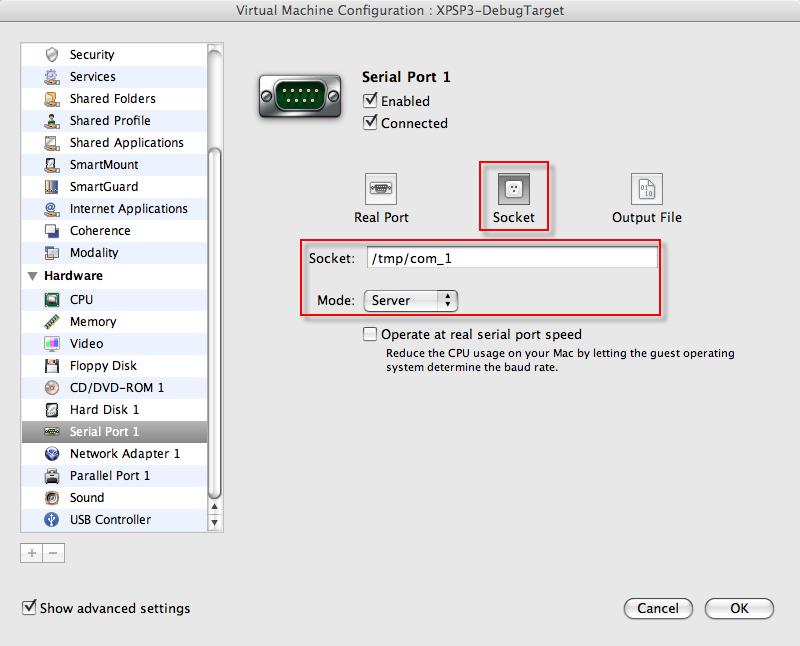 Virtual Machine Configuration : XPSP3-DebugTarget
Security
Services
Shared Folders
Shared Profile
Shared Applications
SmartMount
SmartGuard
Internet Applications
Coherence
Modality
Hardware
CPU
Memory
Video
Floppy Disk
CD/DVD-ROM 1
Hard Disk 1
Serial Port 1
Network Adapter 1
Parallel Port 1
Sound
USB Controller
Show advanced settings
Serial Port 1
Enabled
Connected
Real Port
Socket
Output File
Socket: /tmp/com_1
Mode: Server
Operate at real serial port speed
Reduce the CPU usage on your Mac by letting the guest operating
system determine the baud rate.
Cancel
OK